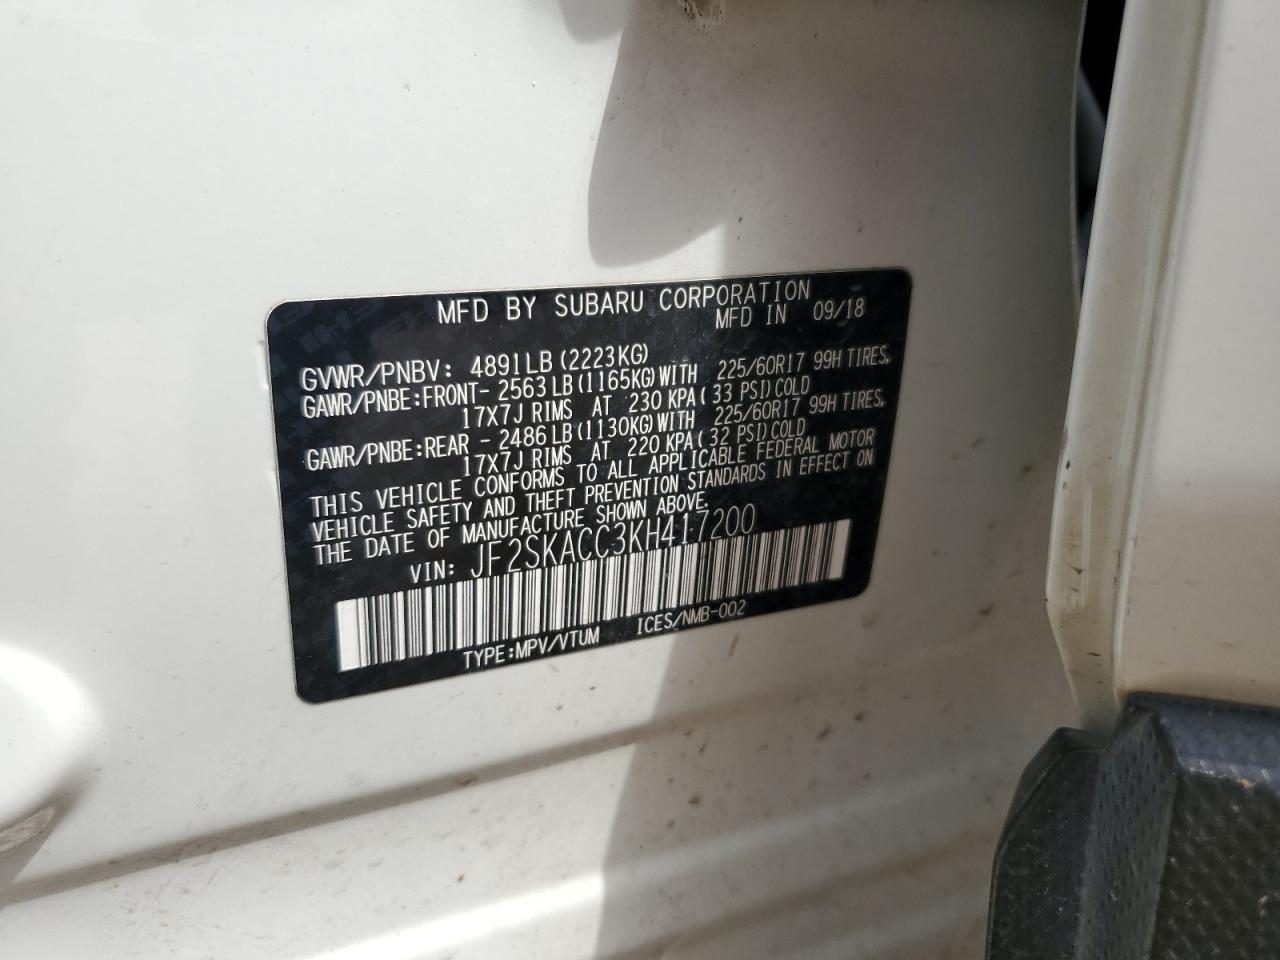 MFD BY SUBARU CORPORATION
MFD IN 09/18
GVWR/PNBV: 4891LB (2223KG)
GAWR/PNBE:FRONT- 2563LB (1165KG) WITH 225/60R17 99H TIRES,
17X7J RIMS AT 230 KPA( 33 PSI) COLD
GAWR/PNBE:REAR - 2486LB (1130KG) WITH 225/60R17 99H TIRES,
17X7J RIMS AT 220 KPA( 32 PSI) COLD
THIS VEHICLE CONFORMS TO ALL APPLICABLE FEDERAL MOTOR
VEHICLE SAFETY AND THEFT PREVENTION STANDARDS IN EFFECT ON
THE DATE OF MANUFACTURE SHOWN ABOVE.
VIN: JF2SKACC3KH417200
TYPE:MPV/VTUM ICES/NMB-002